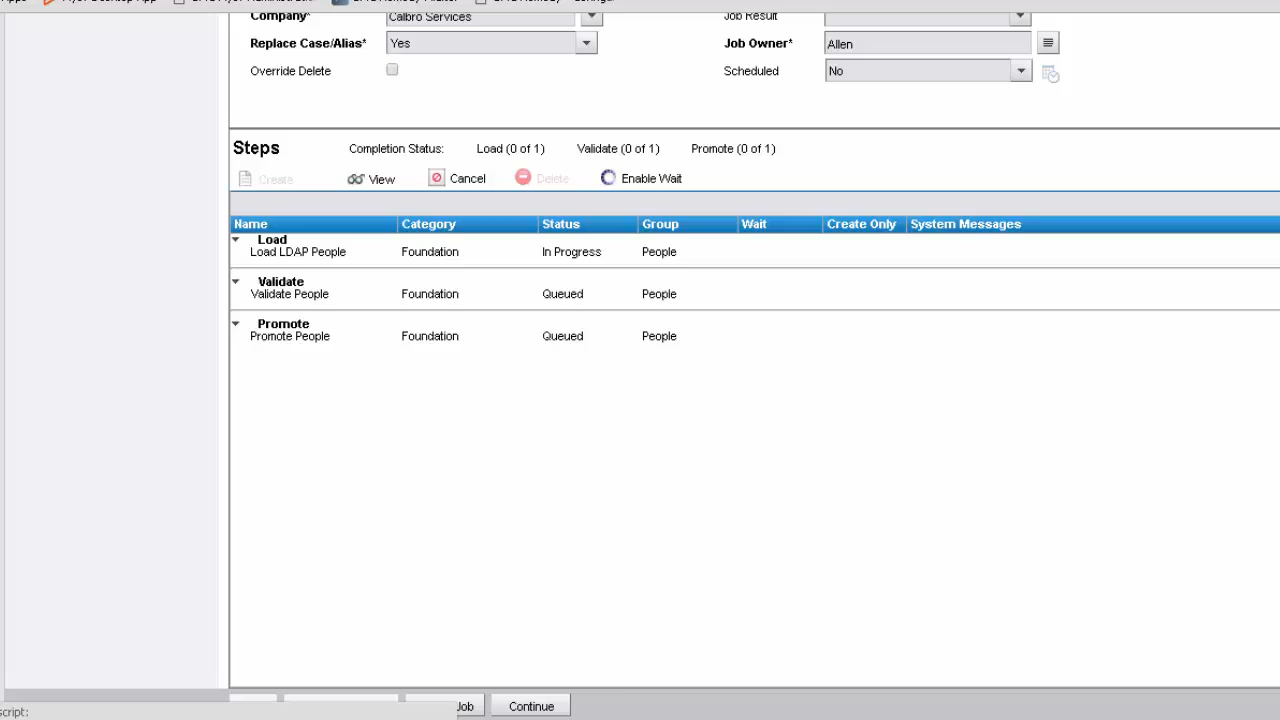 Company* Calbro Services Job Result
Replace Case/Alias* Yes Job Owner* Allen
Override Delete Scheduled No
Steps Completion Status: Load (0 of 1) Validate (0 of 1) Promote (0 of 1)
Create View Cancel Delete Enable Wait
Name Category Status Group Wait Create Only System Messages
Load
Load LDAP People Foundation In Progress People
Validate
Validate People Foundation Queued People
Promote
Promote People Foundation Queued People
Job Continue
script: